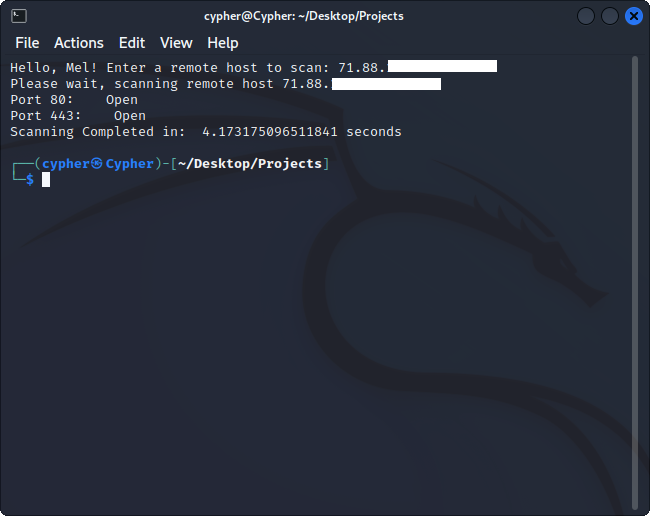 cypher@Cypher: ~/Desktop/Projects
File Actions Edit View Help
Hello, Mel! Enter a remote host to scan: 71.88.
Please wait, scanning remote host 71.88.
Port 80:    Open
Port 443:    Open
Scanning Completed in:  4.173175096511841 seconds
┌──(cypher㉿Cypher)-[~/Desktop/Projects]
└─$